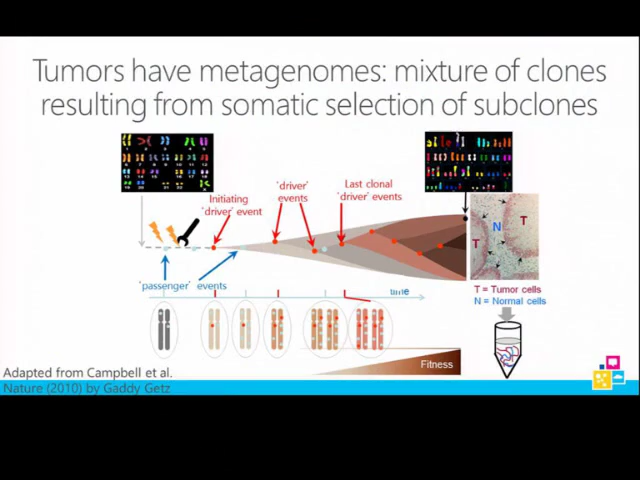 Tumors have metagenomes: mixture of clones
resulting from somatic selection of subclones
Initiating
'driver' event
'driver'
events
Last clonal
'driver' events
'passenger' events
time
N
T
T
T = Tumor cells
N = Normal cells
Fitness
Adapted from Campbell et al.
Nature (2010) by Gaddy Getz